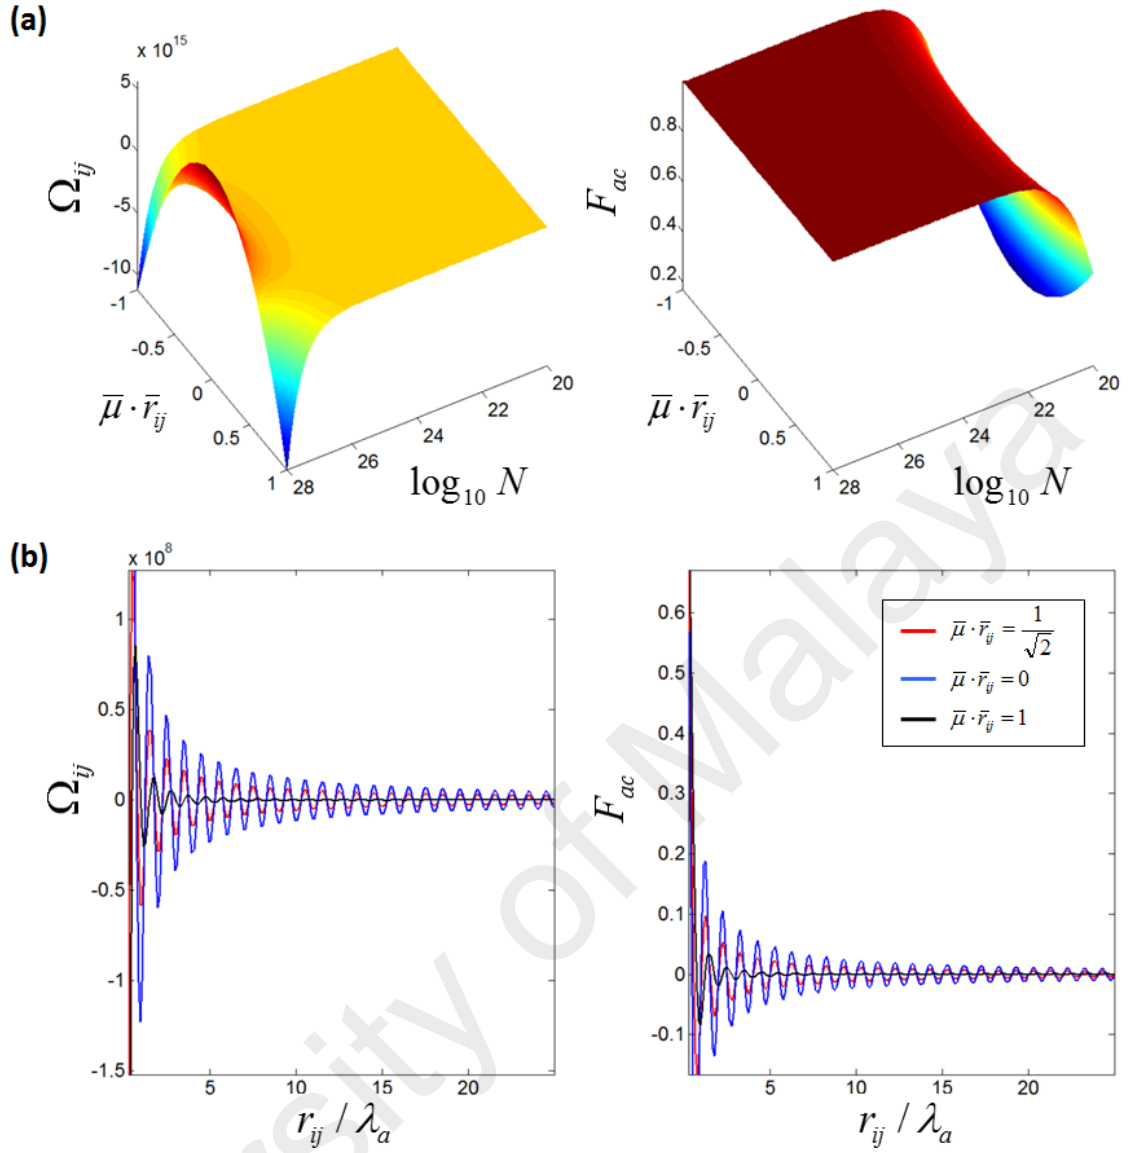 (a)
x 10^15
5
0
-5
-10
-1
-0.5
0
0.5
1
28
26
24
22
20
Ω_ij
μ̄ · r̄_ij
log_10 N
0.8
0.6
0.4
0.2
-1
-0.5
0
0.5
1
28
26
24
22
20
F_ac
μ̄ · r̄_ij
log_10 N
(b)
x 10^8
1
0.5
0
-0.5
-1
-1.5
5
10
15
20
Ω_ij
r_ij / λ_a
0.6
0.5
0.4
0.3
0.2
0.1
0
-0.1
5
10
15
20
F_ac
r_ij / λ_a
μ̄ · r̄_ij = 1/√2
μ̄ · r̄_ij = 0
μ̄ · r̄_ij = 1
rsity of Malaya